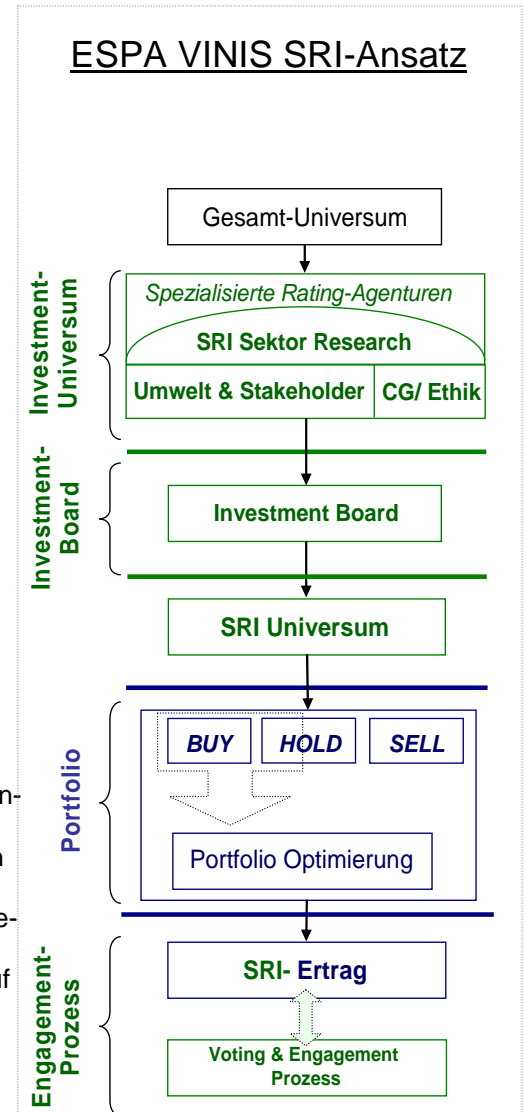 ESPA VINIS SRI-Ansatz
Gesamt-Universum
Investment-
Universum
Spezialisierte Rating-Agenturen
SRI Sektor Research
Umwelt & Stakeholder
CG/ Ethik
Investment-
Board
Investment Board
SRI Universum
Portfolio
BUY
HOLD
SELL
Portfolio Optimierung
n-
e-
Engagement-
Prozess
SRI- Ertrag
Voting & Engagement
Prozess